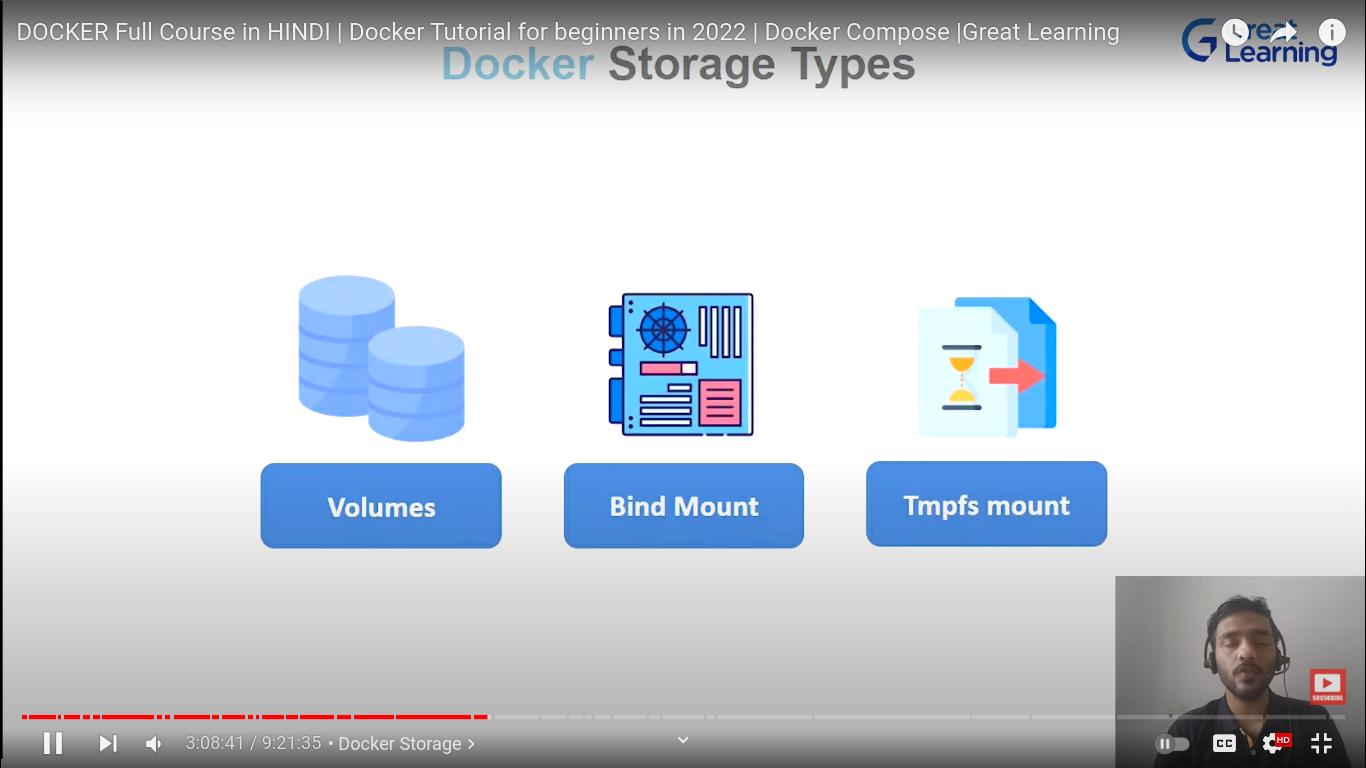 DOCKER Full Course in HINDI | Docker Tutorial for beginners in 2022 | Docker Compose |Great Learning
Great
Learning
Docker Storage Types
Volumes
Bind Mount
Tmpfs mount
SUBSCRIBE
3:08:41 / 9:21:35 • Docker Storage
CC
HD